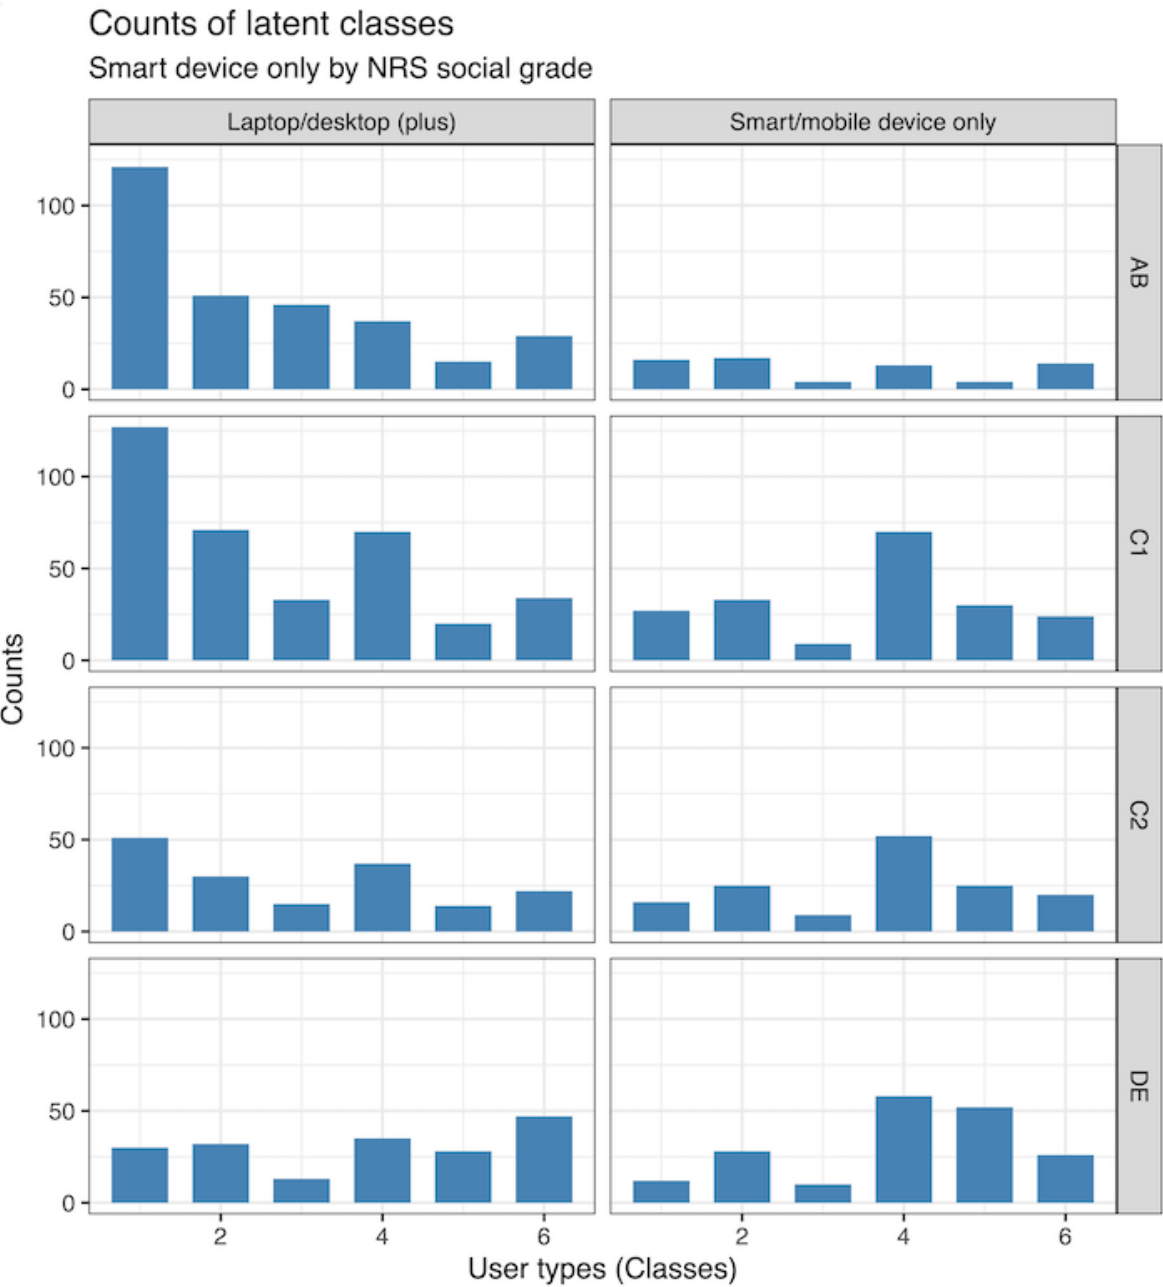 Counts of latent classes
Smart device only by NRS social grade
Laptop/desktop (plus)
Smart/mobile device only
100
50
0
AB
100
50
0
C1
Counts
100
50
0
C2
100
50
0
DE
2
4
6
2
4
6
User types (Classes)